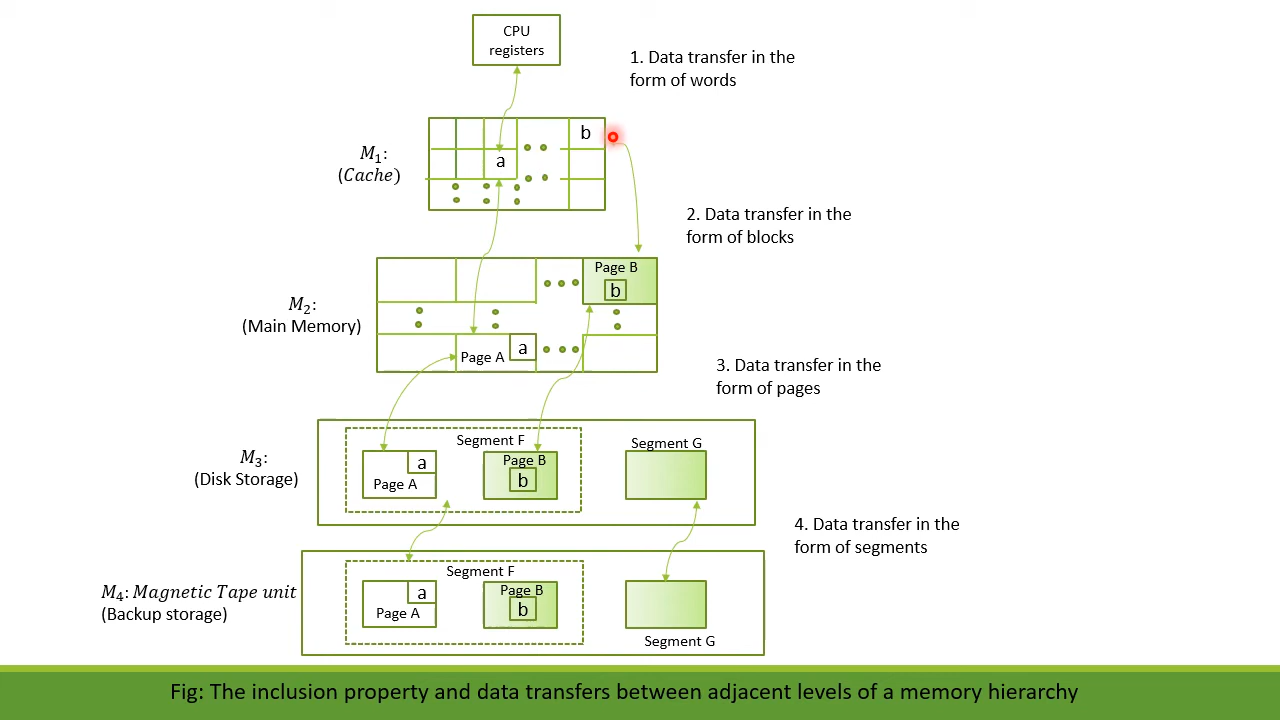 CPU
registers
1. Data transfer in the
form of words
b
a
M₁:
(Cache)
2. Data transfer in the
form of blocks
Page B
b
M₂:
(Main Memory)
a
Page A
3. Data transfer in the
form of pages
Segment F
Segment G
M₃:
(Disk Storage)
a
Page A
Page B
b
4. Data transfer in the
form of segments
Segment F
M₄: Magnetic Tape unit
(Backup storage)
a
Page A
Page B
b
Segment G
Fig: The inclusion property and data transfers between adjacent levels of a memory hierarchy